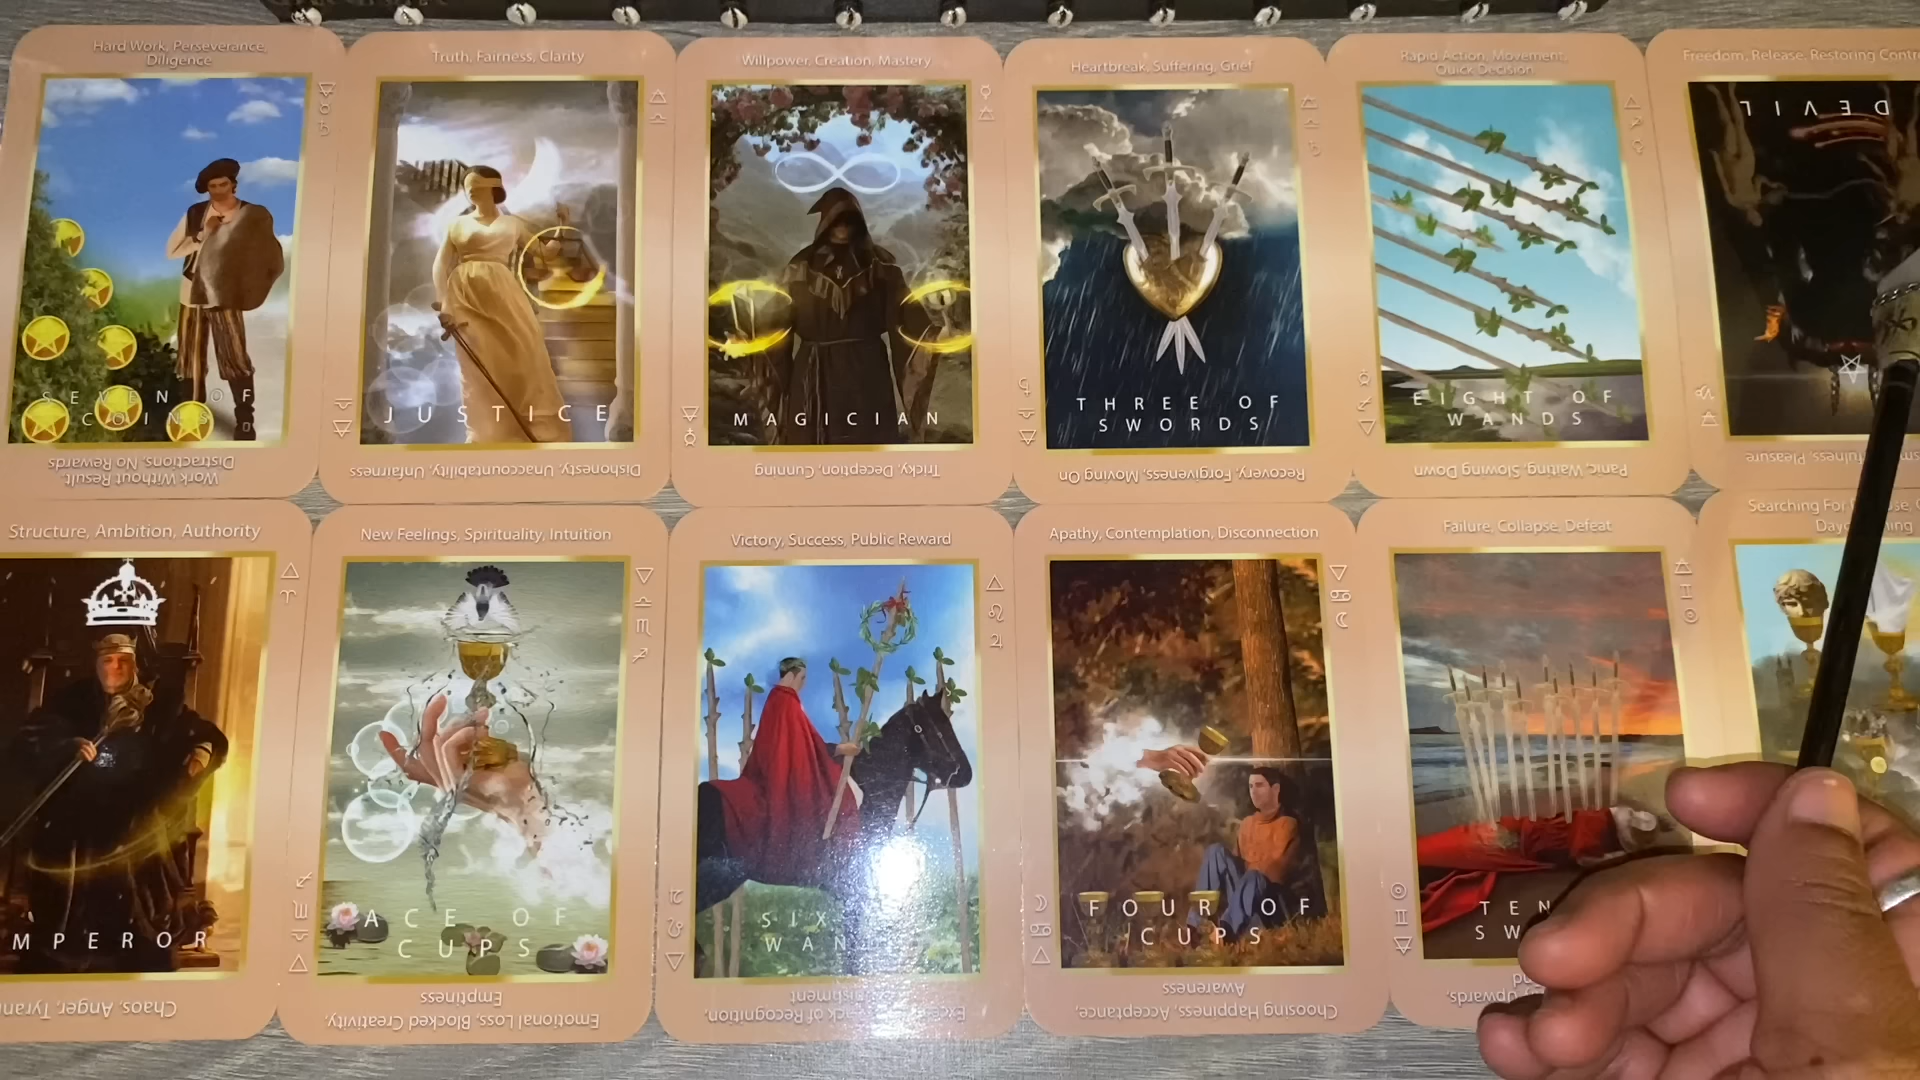 Hard Work, Perseverance,
Diligence
SEVEN OF
COINS
Work Without Result,
Distractions, No Rewards
Truth, Fairness, Clarity
JUSTICE
Dishonesty, Unaccountability, Unfairness
Willpower, Creation, Mastery
MAGICIAN
Tricky, Deception, Cunning
Heartbreak, Suffering, Grief
THREE OF
SWORDS
Recovery, Forgiveness, Moving On
Rapid Action, Movement,
Quick Decision
EIGHT OF
WANDS
Panic, Waiting, Slowing Down
Freedom, Release, Restoring
DEVIL
Pleasure,
Structure, Ambition, Authority
MPEROR
Chaos, Anger,
New Feelings, Spirituality, Intuition
ACE OF
CUPS
Emotional Loss, Blocked Creativity,
Emptiness
Victory, Success, Public Reward
SIX
WAN
of Recognition,
Apathy, Contemplation, Disconnection
FOUR OF
CUPS
Choosing Happiness, Acceptance,
Awareness
Failure, Collapse, Defeat
TEN
SW
Upwards,
Searching For